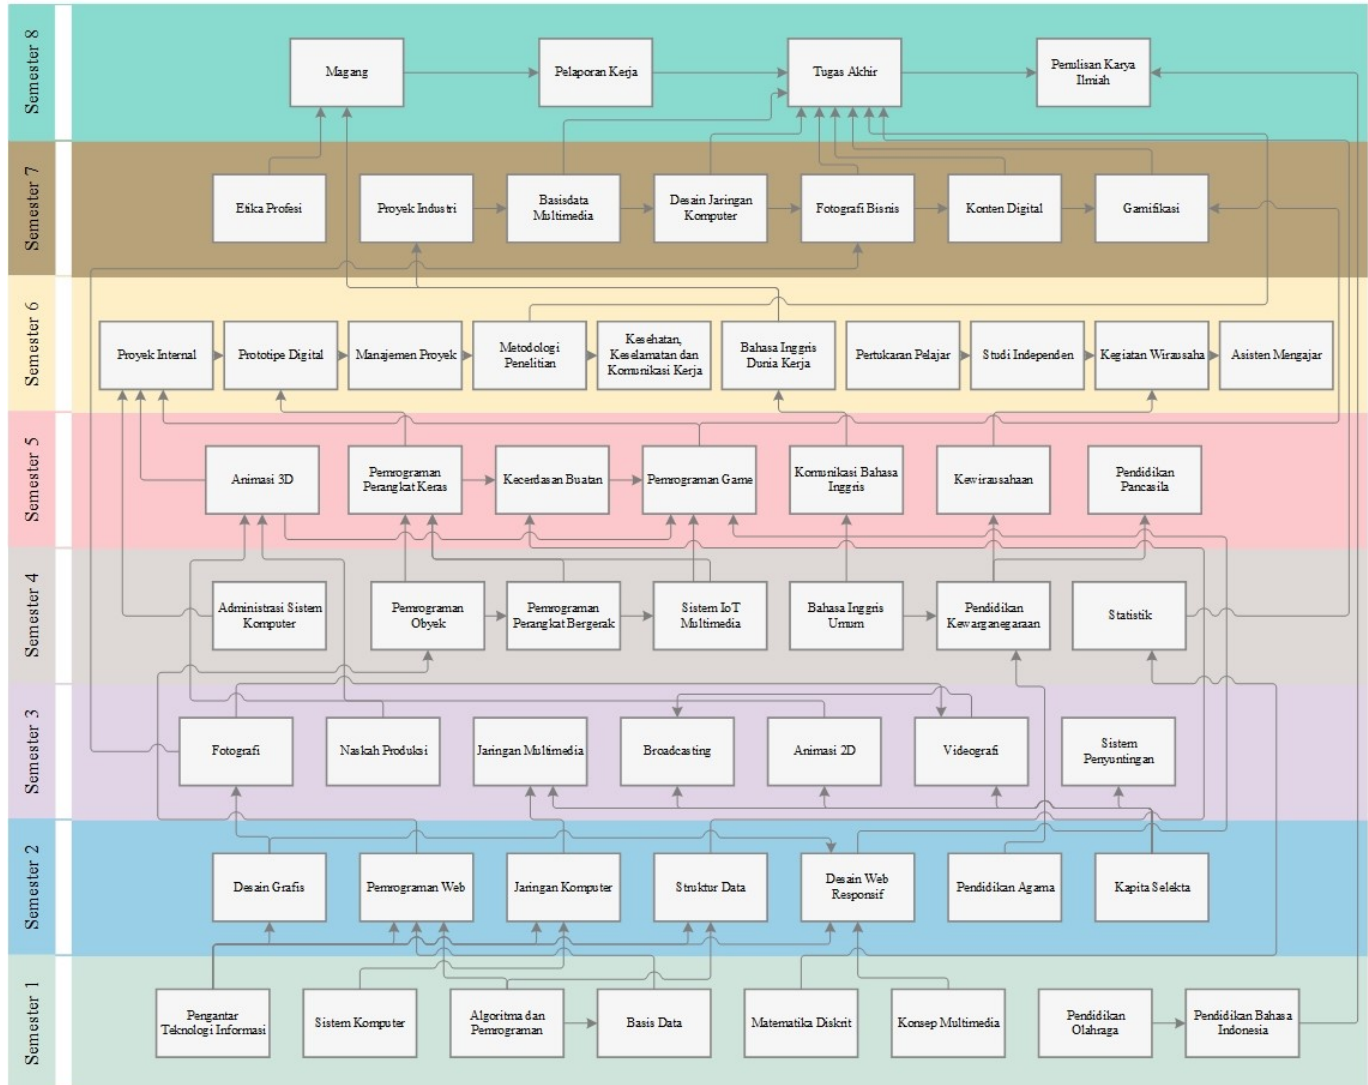 Semester 8
Magang
Pelaporan Kerja
Tugas Akhir
Penulisan Karya
Ilmiah
Semester 7
Etika Profesi
Proyek Industri
Basisdata
Multimedia
Desain Jaringan
Komputer
Fotografi Bisnis
Konten Digital
Gamifikasi
Semester 6
Proyek Internal
Prototipe Digital
Manajemen Proyek
Metodologi
Penelitian
Kesehatan,
Keselamatan dan
Komunikasi Kerja
Bahasa Inggris
Dunia Kerja
Pertukaran Pelajar
Studi Independen
Kegiatan Wirausaha
Asisten Mengajar
Semester 5
Animasi 3D
Pemrograman
Perangkat Keras
Kecerdasan Buatan
Pemrograman Game
Komunikasi Bahasa
Inggris
Kewirausahaan
Pendidikan
Pancasila
Semester 4
Administrasi Sistem
Komputer
Pemrograman
Obyek
Pemrograman
Perangkat Bergerak
Sistem IoT
Multimedia
Bahasa Inggris
Umum
Pendidikan
Kewarganegaraan
Statistik
Semester 3
Fotografi
Naskah Produksi
Jaringan Multimedia
Broadcasting
Animasi 2D
Videografi
Sistem
Penyuntingan
Semester 2
Desain Grafis
Pemrograman Web
Jaringan Komputer
Struktur Data
Desain Web
Responsif
Pendidikan Agama
Kapita Selekta
Semester 1
Pengantar
Teknologi Informasi
Sistem Komputer
Algoritma dan
Pemrograman
Basis Data
Matematika Diskrit
Konsep Multimedia
Pendidikan
Olahraga
Pendidikan Bahasa
Indonesia